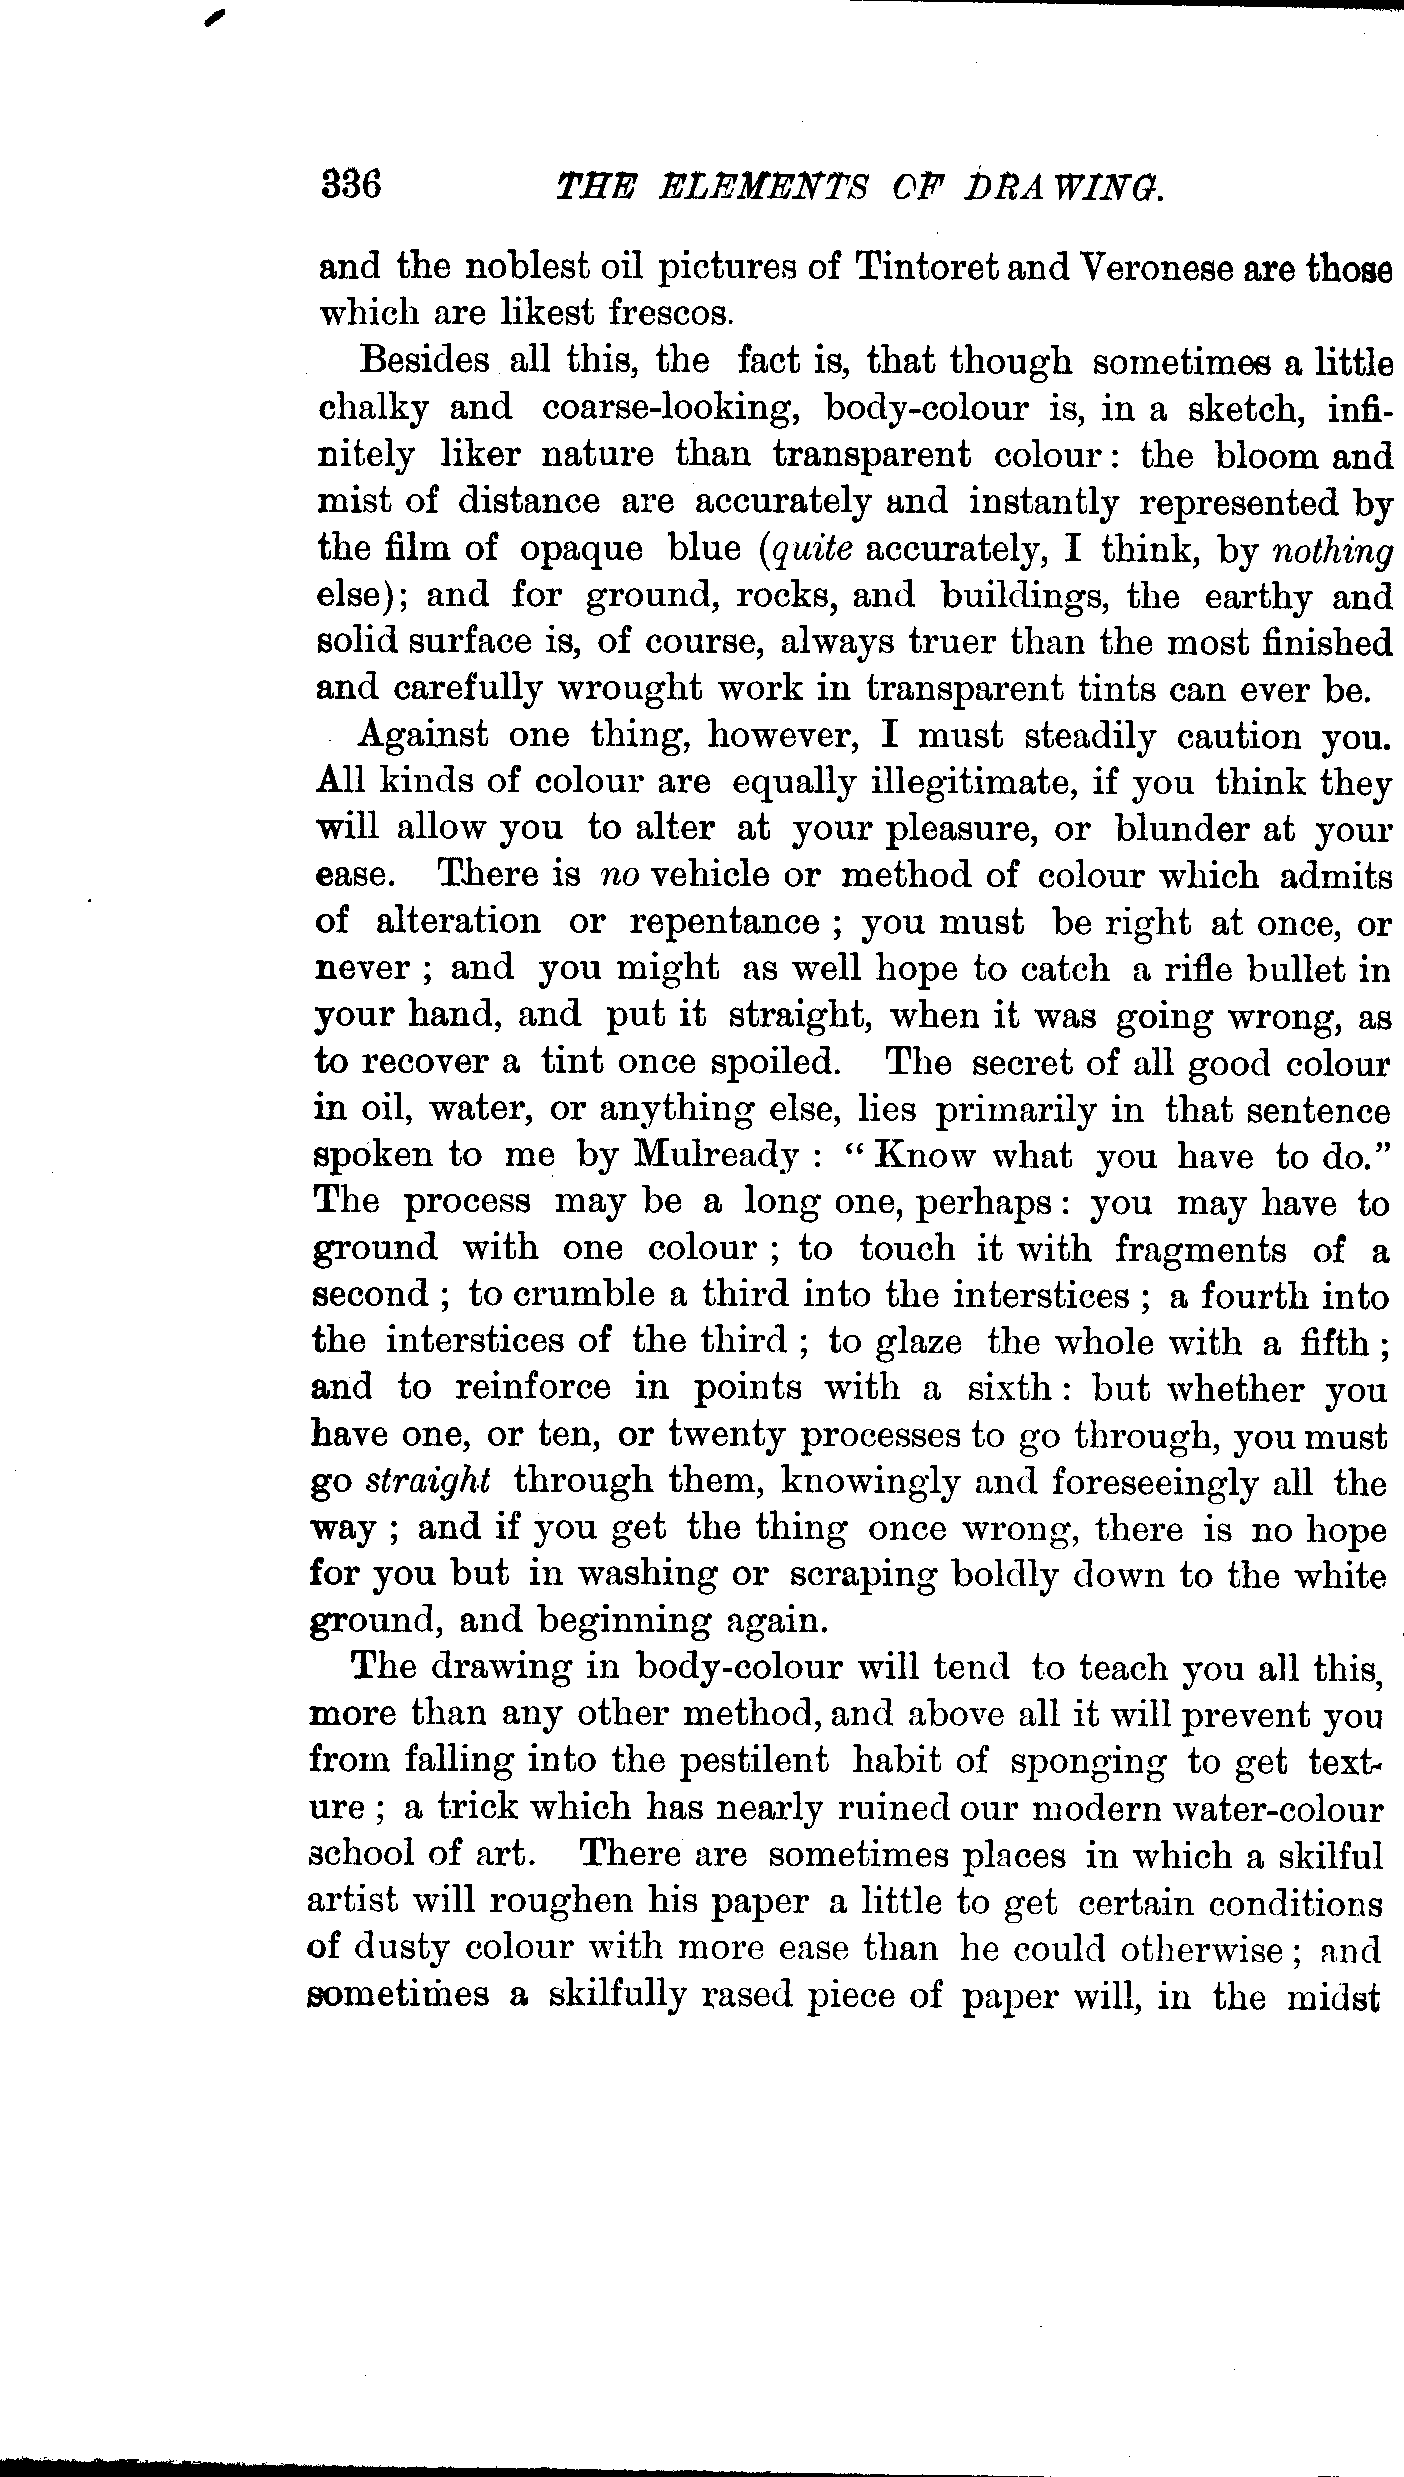 336 THE ELEMENTS OF DRAWING.
and the noblest oil pictures of Tintoret and Veronese are those
which are likest frescos.
Besides all this, the fact is, that though sometimes a little
chalky and coarse-looking, body-colour is, in a sketch, infi-
nitely liker nature than transparent colour: the bloom and
mist of distance are accurately and instantly represented by
the film of opaque blue (quite accurately, I think, by nothing
else); and for ground, rocks, and buildings, the earthy and
solid surface is, of course, always truer than the most finished
and carefully wrought work in transparent tints can ever be.
Against one thing, however, I must steadily caution you.
All kinds of colour are equally illegitimate, if you think they
will allow you to alter at your pleasure, or blunder at your
ease. There is no vehicle or method of colour which admits
of alteration or repentance ; you must be right at once, or
never ; and you might as well hope to catch a rifle bullet in
your hand, and put it straight, when it was going wrong, as
to recover a tint once spoiled. The secret of all good colour
in oil, water, or anything else, lies primarily in that sentence
spoken to me by Mulready : “ Know what you have to do.”
The process may be a long one, perhaps : you may have to
ground with one colour ; to touch it with fragments of a
second ; to crumble a third into the interstices ; a fourth into
the interstices of the third ; to glaze the whole with a fifth ;
and to reinforce in points with a sixth : but whether you
have one, or ten, or twenty processes to go through, you must
go straight through them, knowingly and foreseeingly all the
way ; and if you get the thing once wrong, there is no hope
for you but in washing or scraping boldly down to the white
ground, and beginning again.
The drawing in body-colour will tend to teach you all this,
more than any other method, and above all it will prevent you
from falling into the pestilent habit of sponging to get text-
ure ; a trick which has nearly ruined our modern water-colour
school of art. There are sometimes places in which a skilful
artist will roughen his paper a little to get certain conditions
of dusty colour with more ease than he could otherwise ; and
sometimes a skilfully rased piece of paper will, in the midst